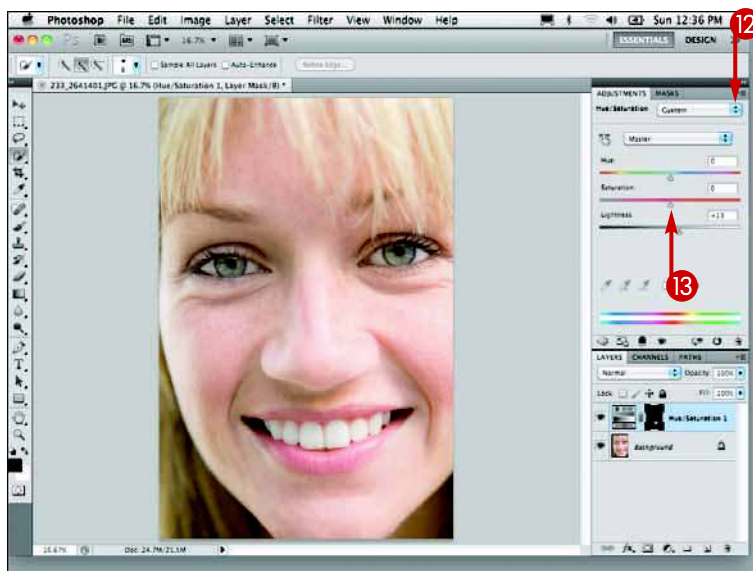 Photoshop File Edit Image Layer Select Filter View Window Help Sun 12:36 PM
12
Ps 16.7% ESSENTIALS DESIGN
Sample All Layers Auto-Enhance Refine Edge...
233_2641401.JPG @ 16.7% (Hue/Saturation 1, Layer Mask/8) *
ADJUSTMENTS MASKS
Hue/Saturation Custom
Master
Hue 0
Saturation 0
Lightness +13
13
LAYERS CHANNELS PATHS
Normal Opacity: 100%
Lock: Fill: 100%
Hue/Saturation 1
Background
16.67% Doc: 24.7M/21.1M